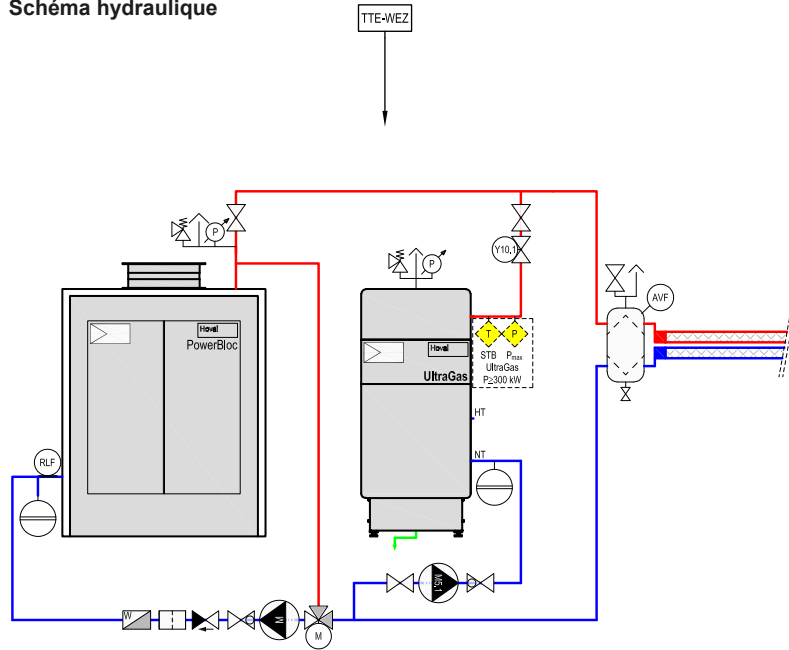 Schéma hydraulique
TTE-WEZ
P
P
Y10.1
AVF
Hoval
PowerBloc
T
P
Hoval
STB
Pmax
UltraGas
UltraGas
P≥300 kW
HT
NT
RLF
M5.1
W
M
M